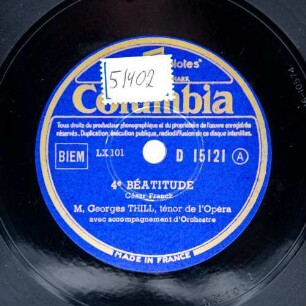 Notes"
MARK
51402
Columbia
Tous droits du producteur phonographique et du propriétaire de l'œuvre enregistrée
réservés. Duplication, exécution publique, radiodiffusion de ce disque interdites.
BIEM LX 101 D 15121 A
4e BÉATITUDE
César Franck
M. Georges THILL, ténor de l'Opéra
avec accompagnement d'Orchestre
MADE IN FRANCE